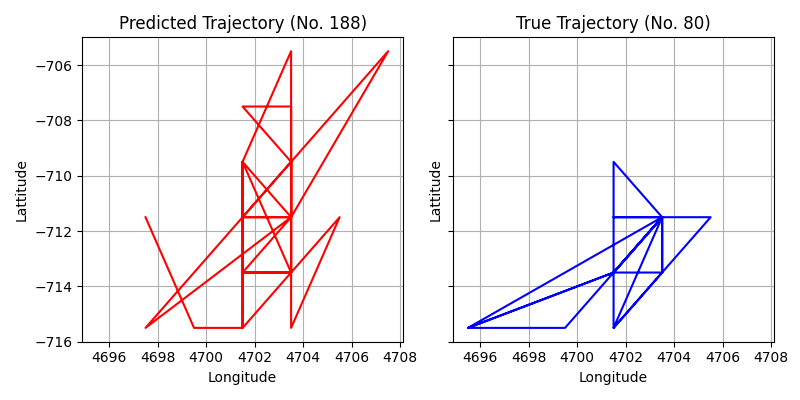 Predicted Trajectory (No. 188)
True Trajectory (No. 80)
−706
−708
−710
−712
−714
−716
Lattitude
Lattitude
4696 4698 4700 4702 4704 4706 4708
4696 4698 4700 4702 4704 4706 4708
Longitude
Longitude